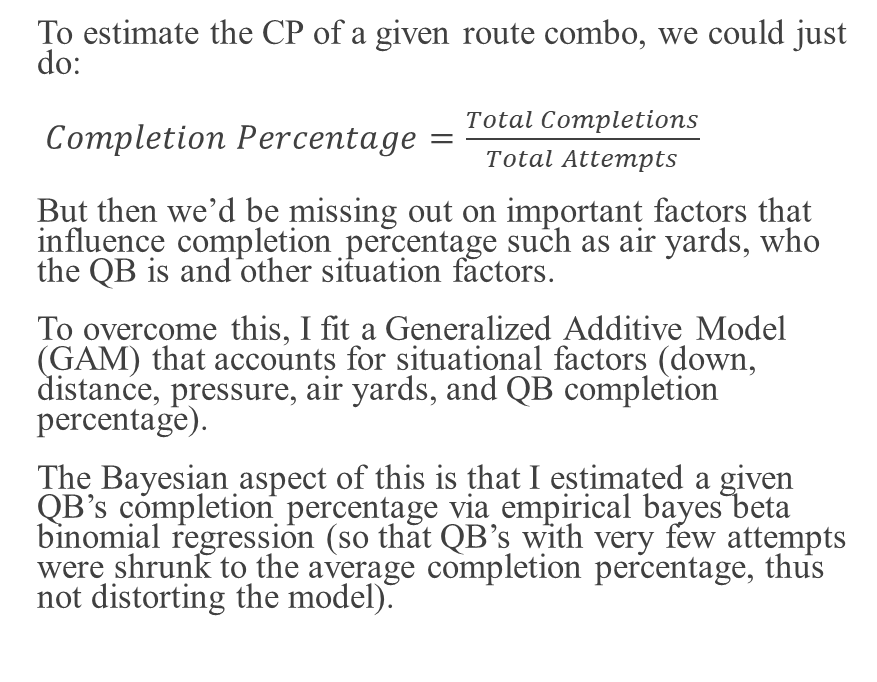 To estimate the CP of a given route combo, we could just
do:
Completion Percentage = Total Completions / Total Attempts
But then we’d be missing out on important factors that
influence completion percentage such as air yards, who
the QB is and other situation factors.
To overcome this, I fit a Generalized Additive Model
(GAM) that accounts for situational factors (down,
distance, pressure, air yards, and QB completion
percentage).
The Bayesian aspect of this is that I estimated a given
QB’s completion percentage via empirical bayes beta
binomial regression (so that QB’s with very few attempts
were shrunk to the average completion percentage, thus
not distorting the model).